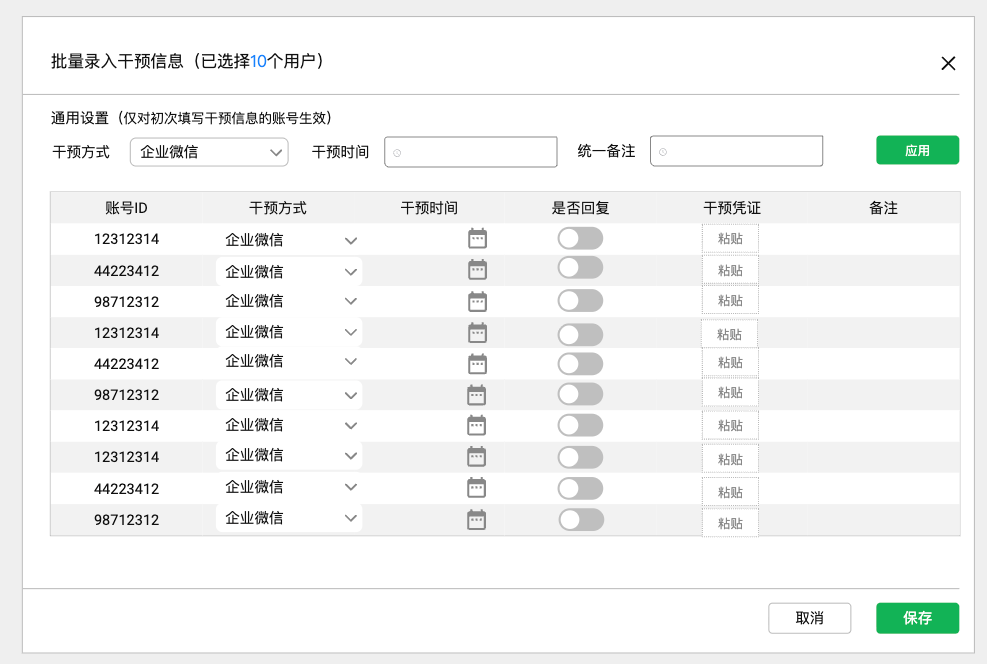 批量录入干预信息（已选择10个用户）
通用设置（仅对初次填写干预信息的账号生效）
干预方式 企业微信 干预时间 统一备注 应用
账号ID 干预方式 干预时间 是否回复 干预凭证 备注
12312314 企业微信 粘贴
44223412 企业微信 粘贴
98712312 企业微信 粘贴
12312314 企业微信 粘贴
44223412 企业微信 粘贴
98712312 企业微信 粘贴
12312314 企业微信 粘贴
12312314 企业微信 粘贴
44223412 企业微信 粘贴
98712312 企业微信 粘贴
取消 保存